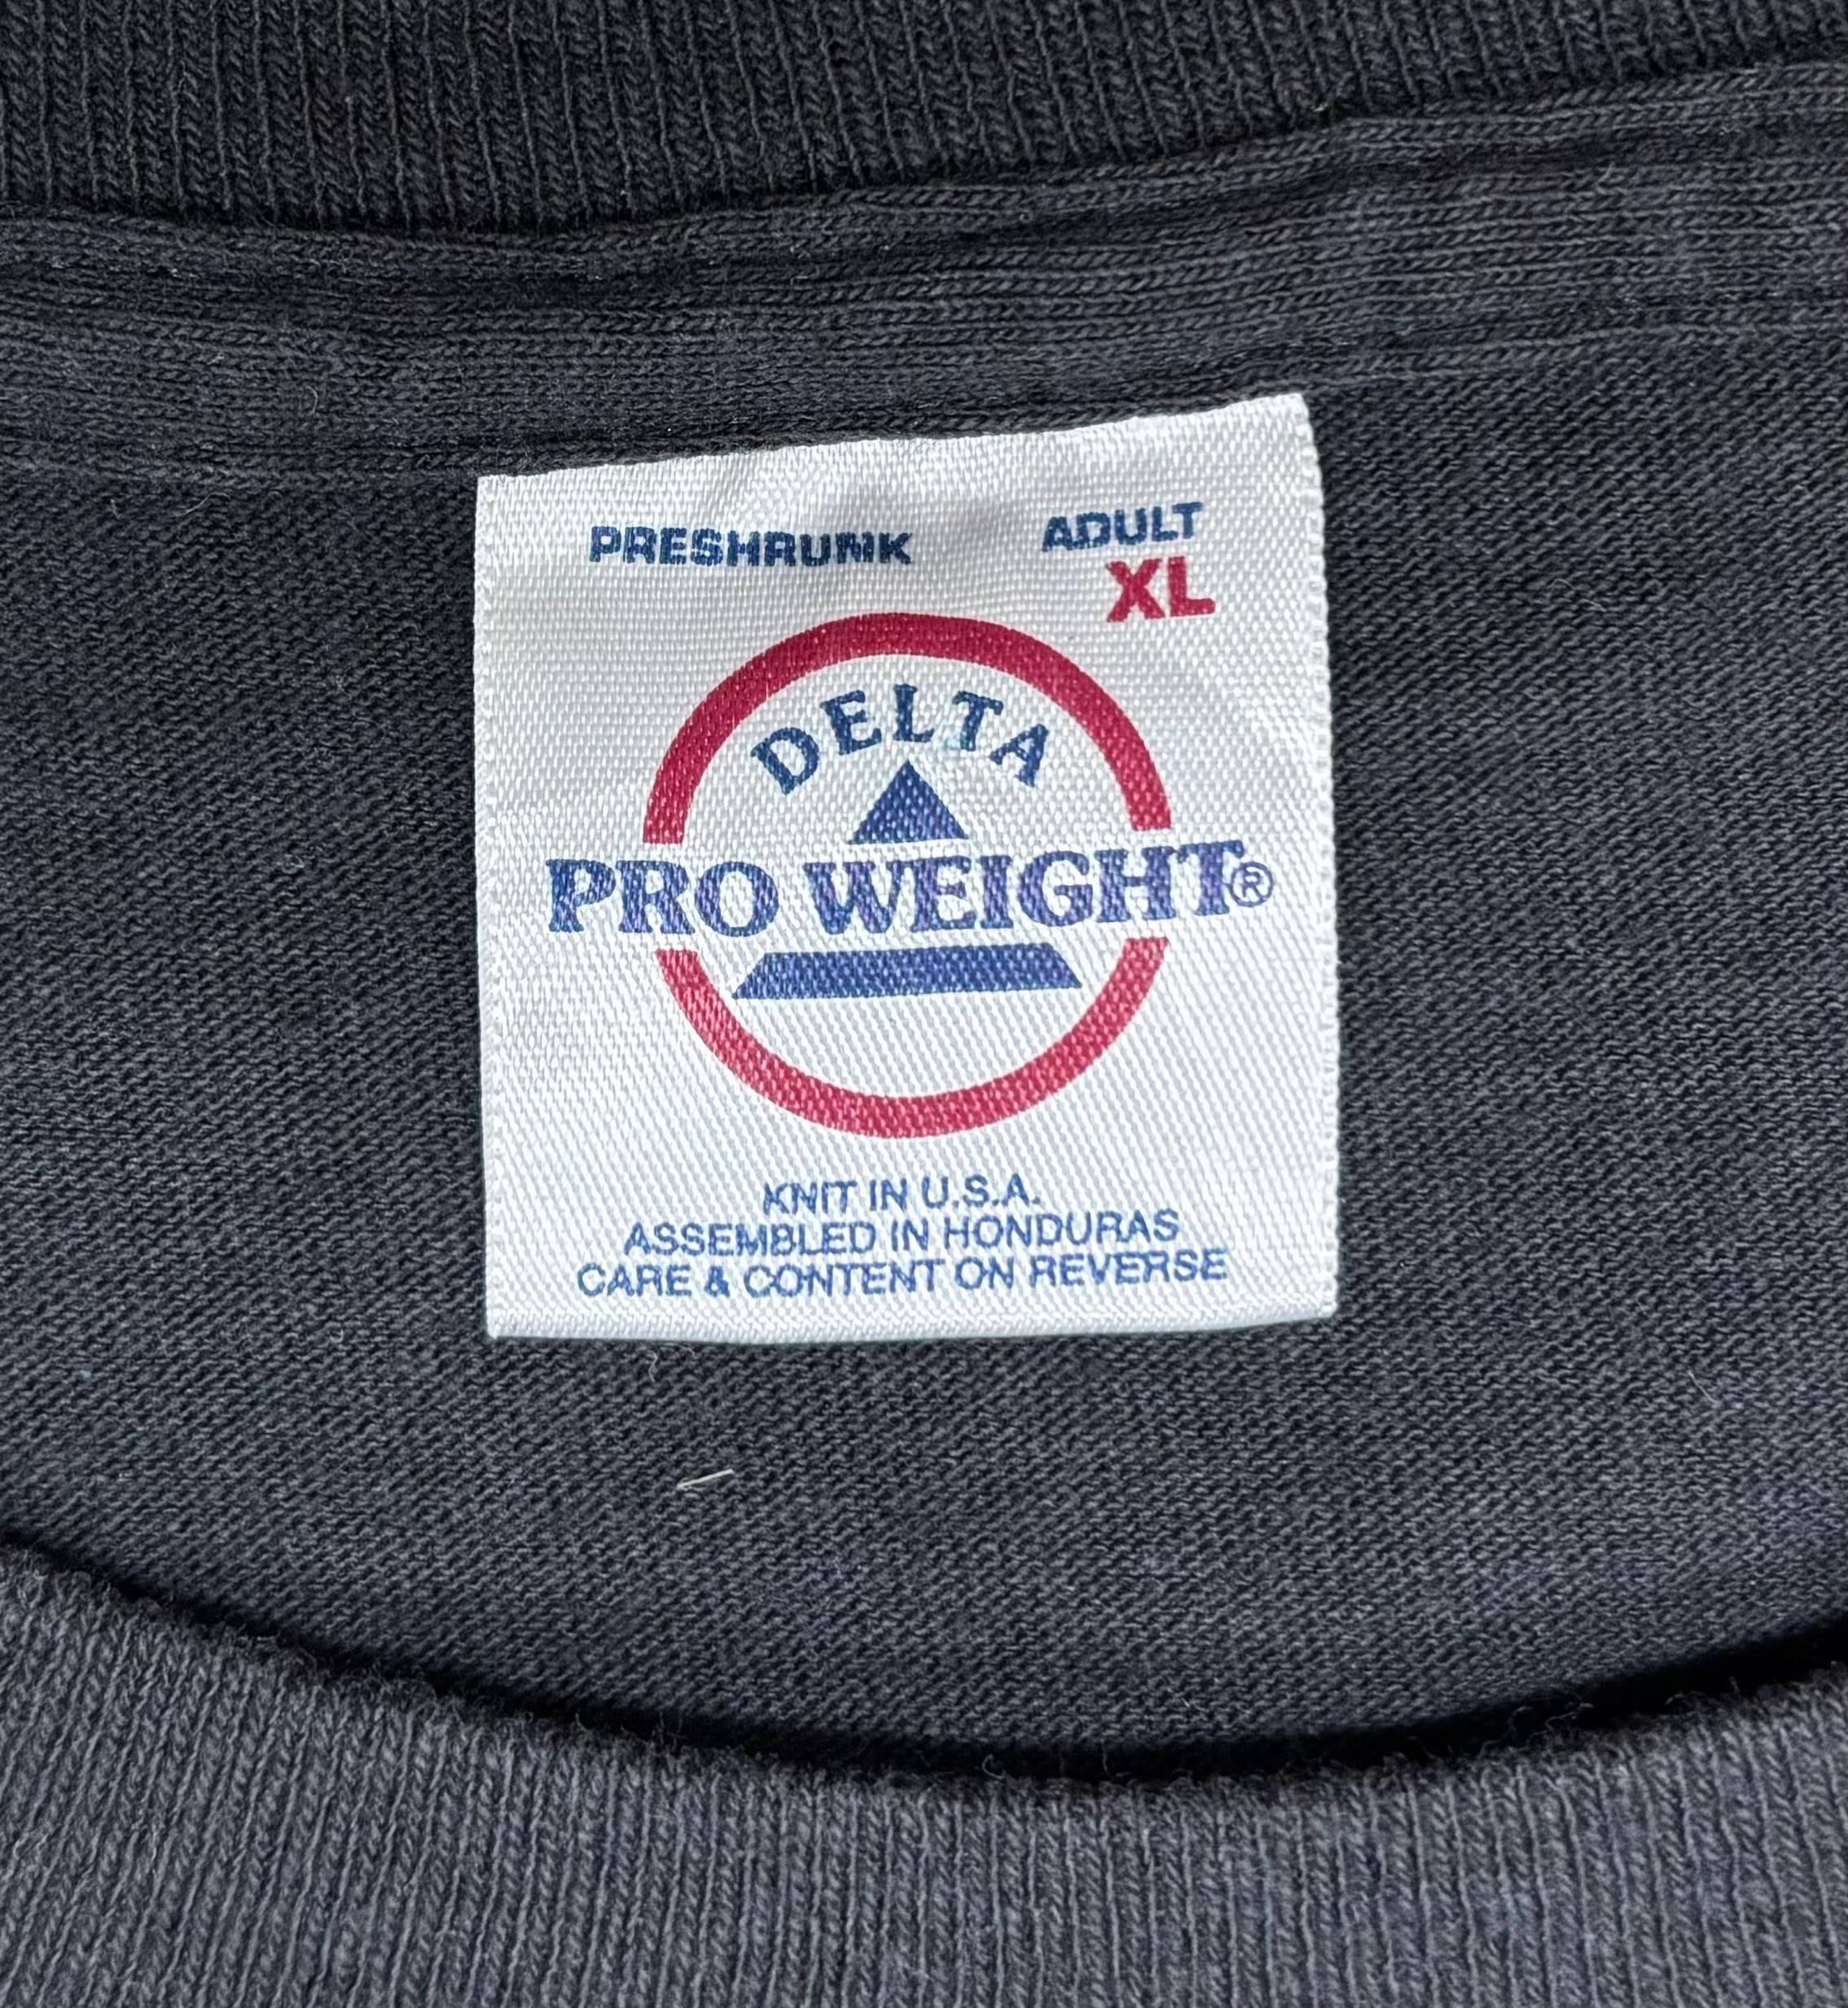 PRESHRUNK ADULT
XL
DELTA
PRO WEIGHT®
KNIT IN U.S.A.
ASSEMBLED IN HONDURAS
CARE & CONTENT ON REVERSE